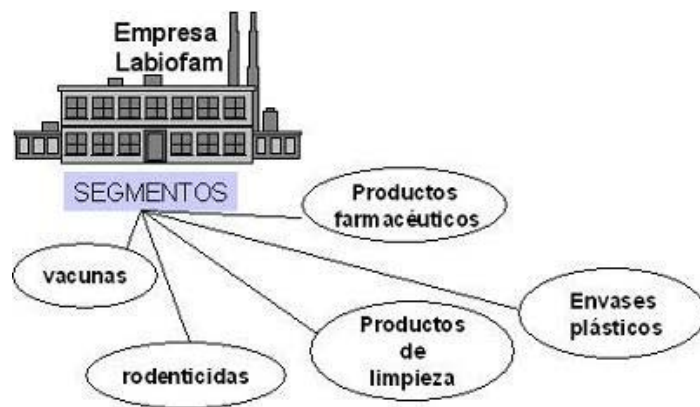 Empresa
Labiofam
SEGMENTOS
Productos
farmacéuticos
vacunas
Envases
plásticos
Productos
de
limpieza
rodenticidas